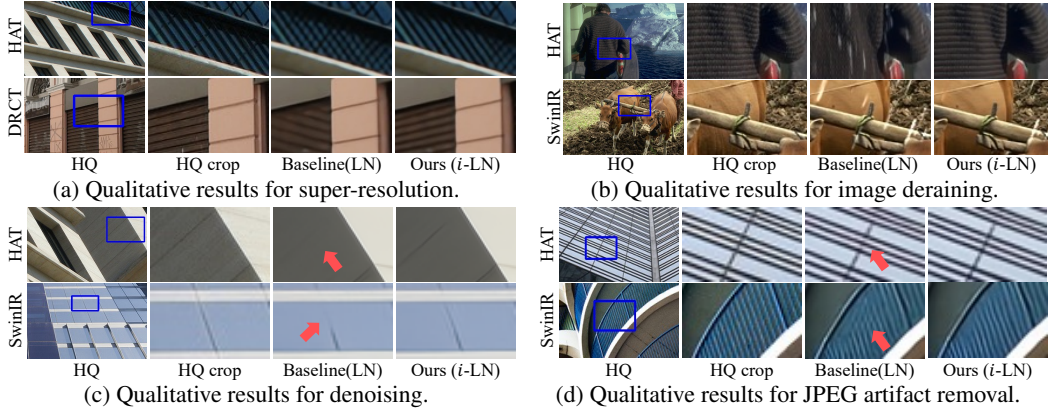 HAT
DRCT
HQ HQ crop Baseline(LN) Ours (i-LN)
(a) Qualitative results for super-resolution.
HAT
SwinIR
HQ HQ crop Baseline(LN) Ours (i-LN)
(b) Qualitative results for image deraining.
HAT
SwinIR
HQ HQ crop Baseline(LN) Ours (i-LN)
(c) Qualitative results for denoising.
HAT
SwinIR
HQ HQ crop Baseline(LN) Ours (i-LN)
(d) Qualitative results for JPEG artifact removal.